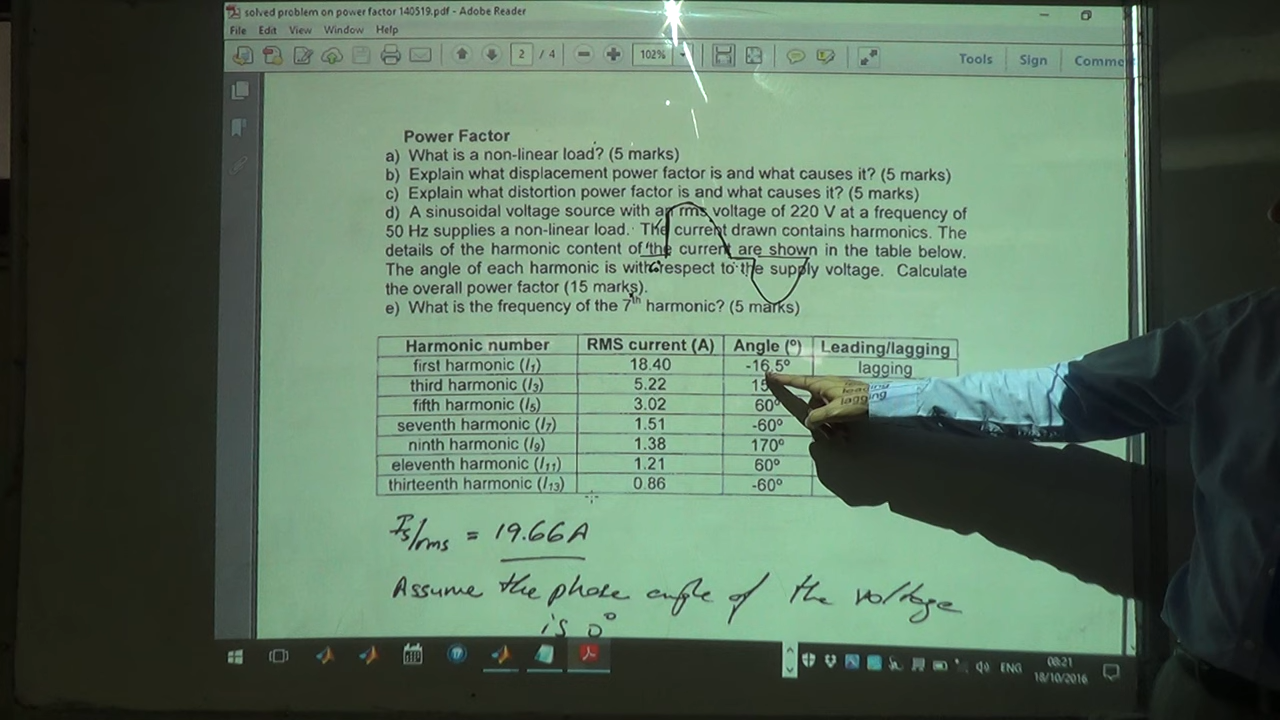 solved problem on power factor 140519.pdf - Adobe Reader
File Edit View Window Help
2 / 4 102% Tools Sign Comme
Power Factor
a) What is a non-linear load? (5 marks)
b) Explain what displacement power factor is and what causes it? (5 marks)
c) Explain what distortion power factor is and what causes it? (5 marks)
d) A sinusoidal voltage source with an rms voltage of 220 V at a frequency of
50 Hz supplies a non-linear load. The current drawn contains harmonics. The
details of the harmonic content of the current are shown in the table below.
The angle of each harmonic is with respect to the supply voltage. Calculate
the overall power factor (15 marks).
e) What is the frequency of the 7th harmonic? (5 marks)
Harmonic number RMS current (A) Angle (º) Leading/lagging
first harmonic (I1) 18.40 -16.5º lagging
third harmonic (I3) 5.22 15
fifth harmonic (I5) 3.02 60º lagging
seventh harmonic (I7) 1.51 -60º
ninth harmonic (I9) 1.38 170º
eleventh harmonic (I11) 1.21 60º
thirteenth harmonic (I13) 0.86 -60º
Is/rms = 19.66A
Assume the phase angle of the voltage
is 0°
ENG 08:21
18/10/2016